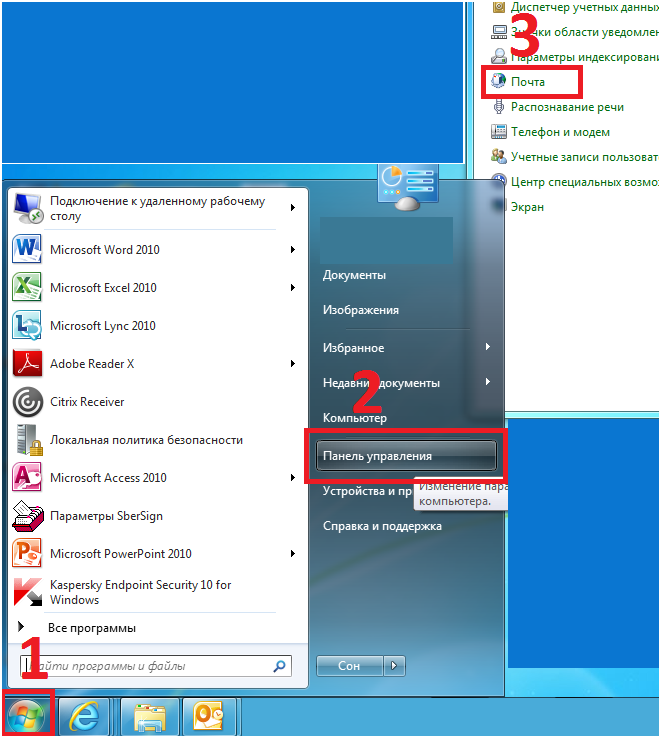 Диспетчер учетных данных
Значки области уведомлен
3
Параметры индексировани
Почта
Распознавание речи
Телефон и модем
Учетные записи пользоват
Центр специальных возмо
Экран
Подключение к удаленному рабочему
столу
Microsoft Word 2010
Microsoft Excel 2010
Microsoft Lync 2010
Adobe Reader X
Citrix Receiver
Локальная политика безопасности
Microsoft Access 2010
Параметры SberSign
Microsoft PowerPoint 2010
Kaspersky Endpoint Security 10 for
Windows
Все программы
1
Найти программы и файлы
Документы
Изображения
Избранное
Недавние документы
2
Компьютер
Панель управления
Устройства и пр
Изменение пара
компьютера.
Справка и поддержка
Сон